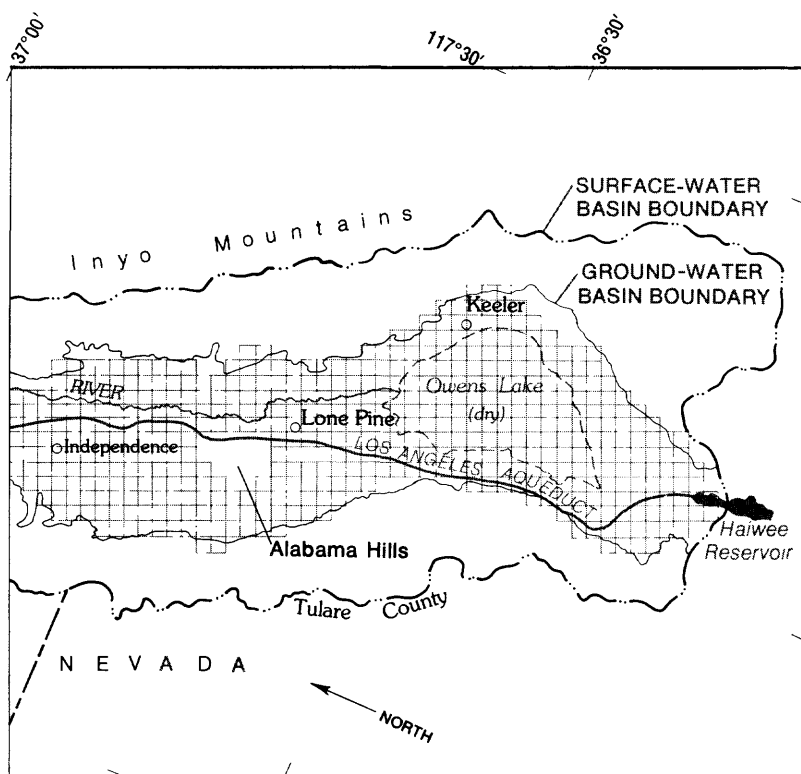 37°00'
117°30'
36°30'
SURFACE-WATER
BASIN BOUNDARY
Inyo Mountains
GROUND-WATER
BASIN BOUNDARY
Keeler
RIVER
Owens Lake
(dry)
Lone Pine
Independence
LOS ANGELES AQUEDUCT
Haiwee
Reservoir
Alabama Hills
Tulare County
NEVADA
NORTH